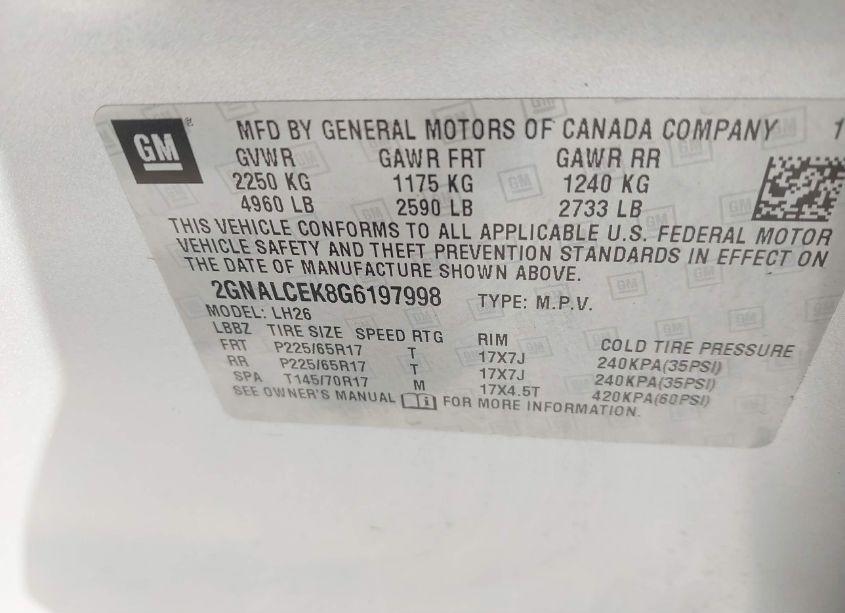 GM
MFD BY GENERAL MOTORS OF CANADA COMPANY 1
GVWR GAWR FRT GAWR RR
2250 KG 1175 KG 1240 KG
4960 LB 2590 LB 2733 LB
THIS VEHICLE CONFORMS TO ALL APPLICABLE U.S. FEDERAL MOTOR
VEHICLE SAFETY AND THEFT PREVENTION STANDARDS IN EFFECT ON
THE DATE OF MANUFACTURE SHOWN ABOVE.
2GNALCEK8G6197998 TYPE: M.P.V.
MODEL: LH26
LBBZ TIRE SIZE SPEED RTG RIM COLD TIRE PRESSURE
FRT P225/65R17 T 17X7J 240KPA(35PSI)
RR P225/65R17 T 17X7J 240KPA(35PSI)
SPA T145/70R17 M 17X4.5T 420KPA(60PSI)
SEE OWNER'S MANUAL FOR MORE INFORMATION.